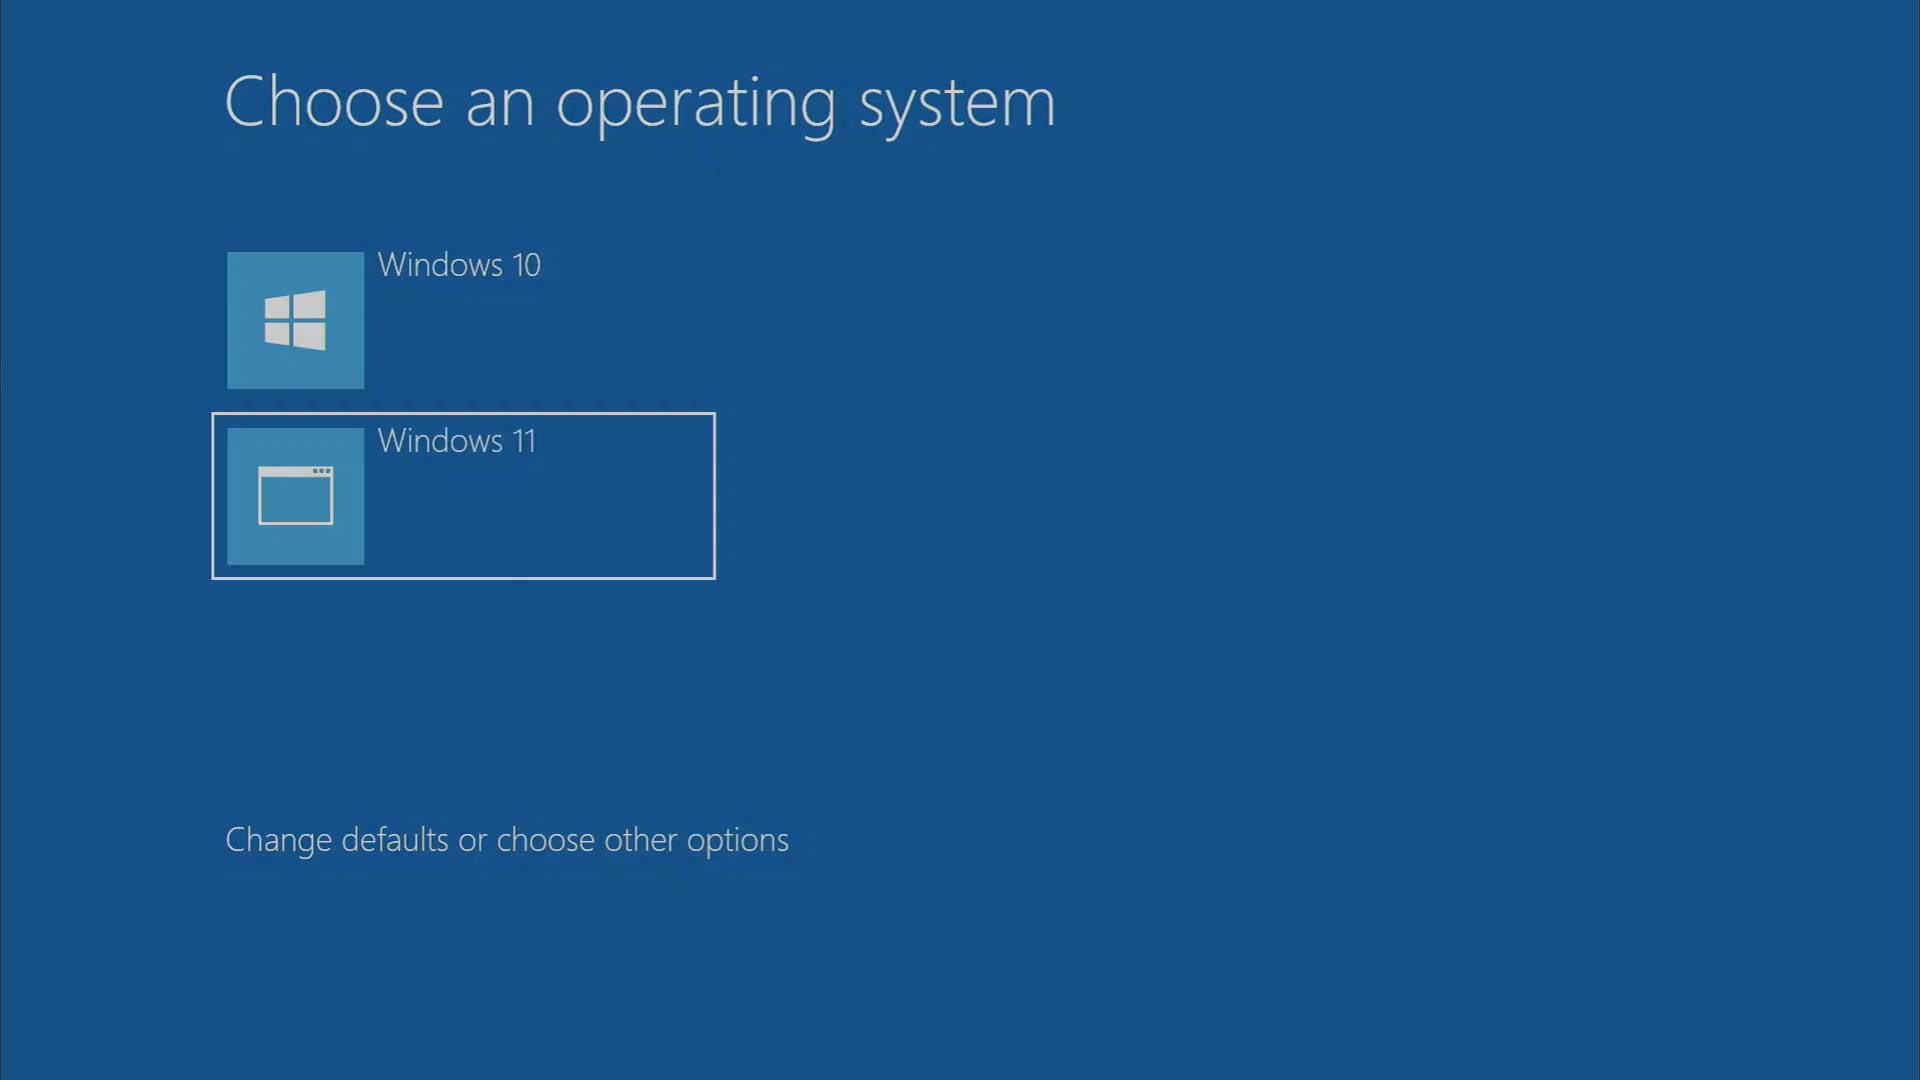 Choose an operating system
Windows 10
Windows 11
Change defaults or choose other options